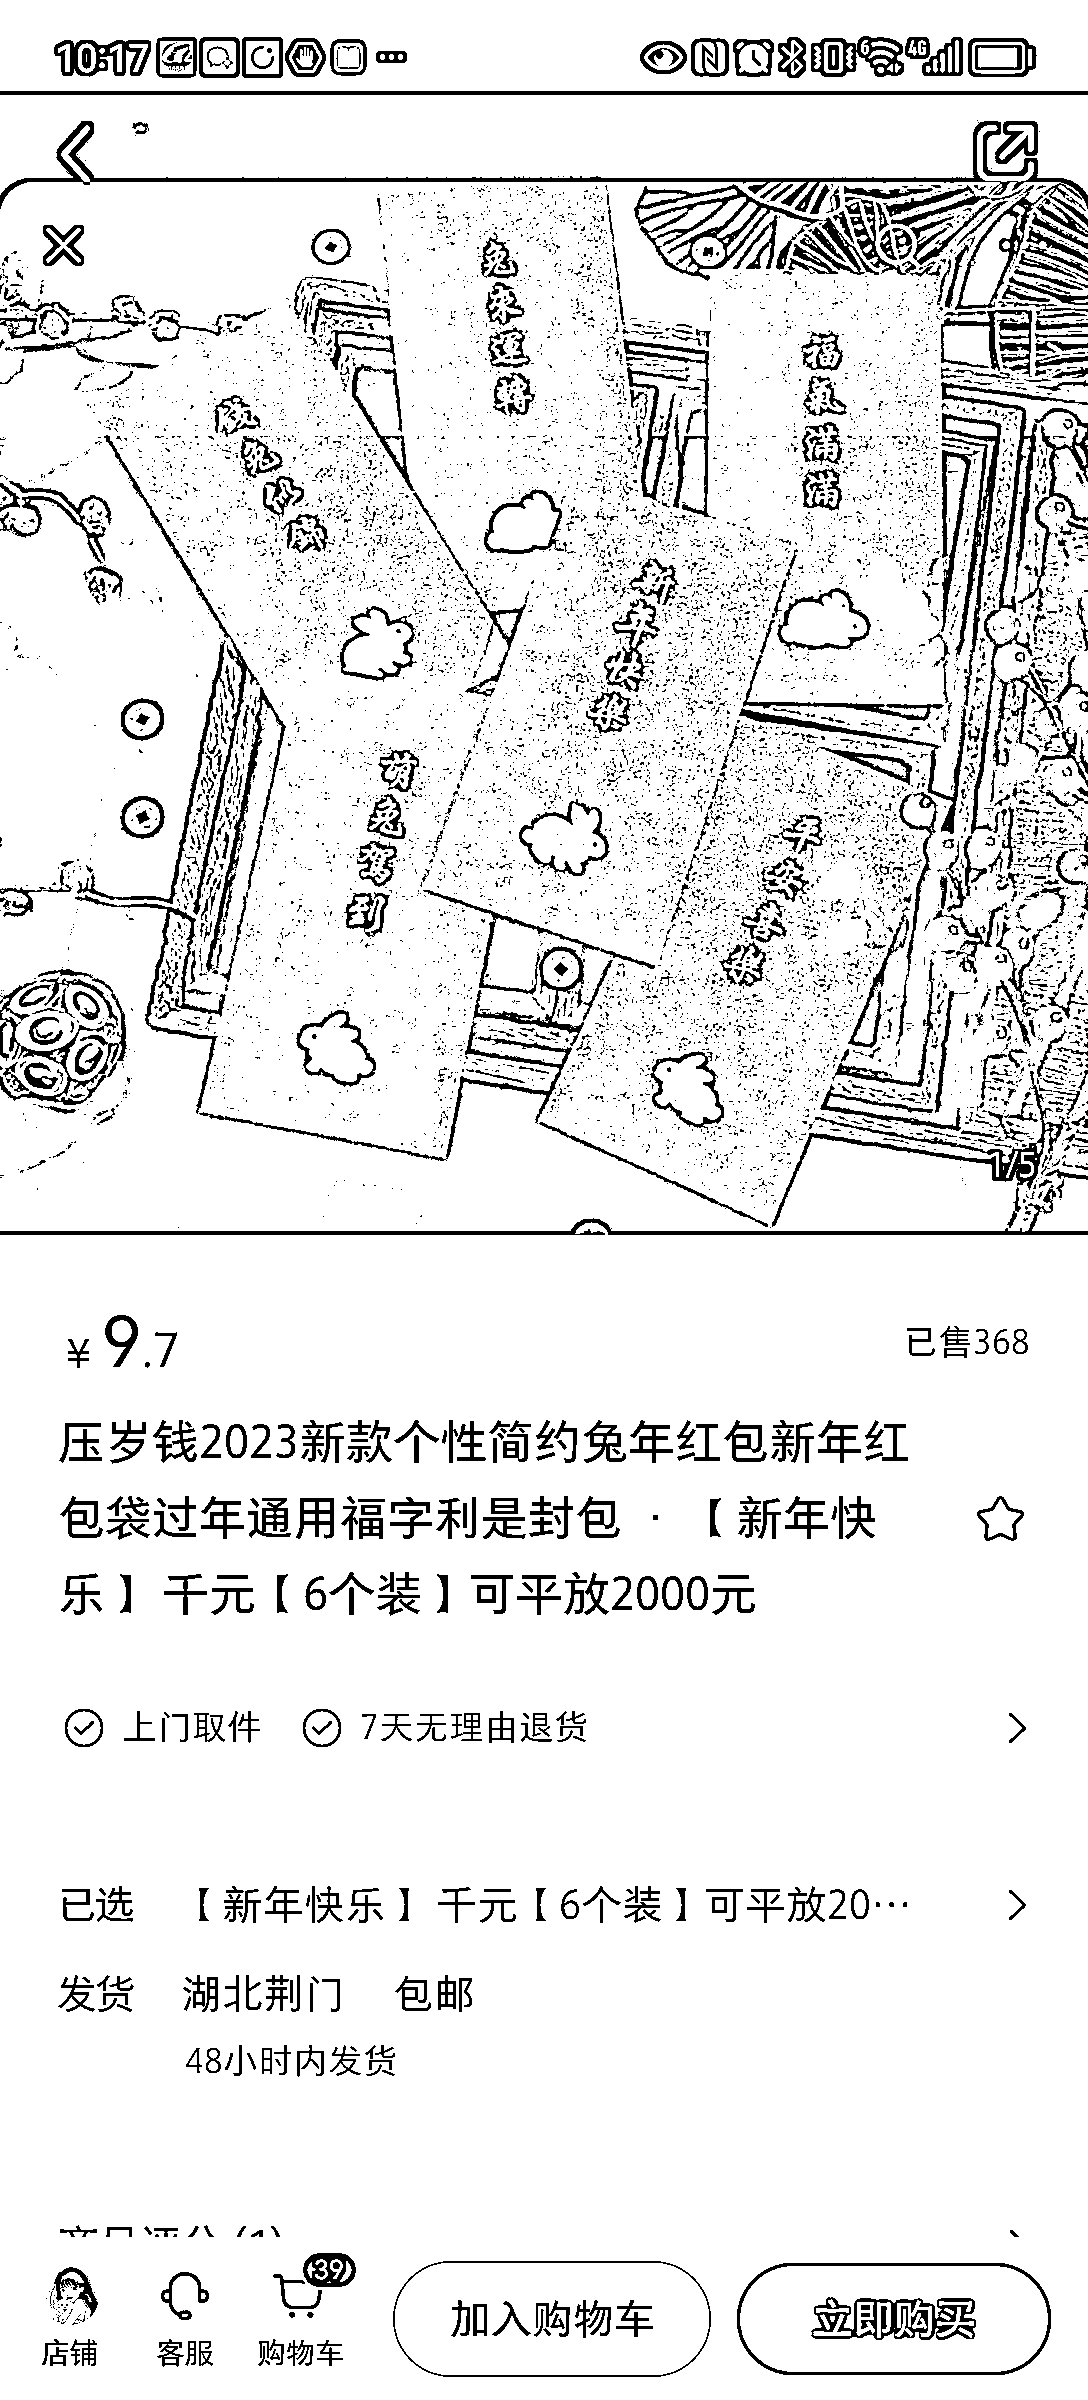 10:17
兔来运转
福气满满
前兔似锦
新年快乐
前兔驾到
平安喜乐
1/5
¥9.7
已售368
压岁钱2023新款个性简约兔年红包新年红
包袋过年通用福字利是封包 · 【新年快
乐】千元【6个装】可平放2000元
上门取件 7天无理由退货
已选 【新年快乐】千元【6个装】可平放20…
发货 湖北荆门 包邮
48小时内发货
39
店铺 客服 购物车 加入购物车 立即购买